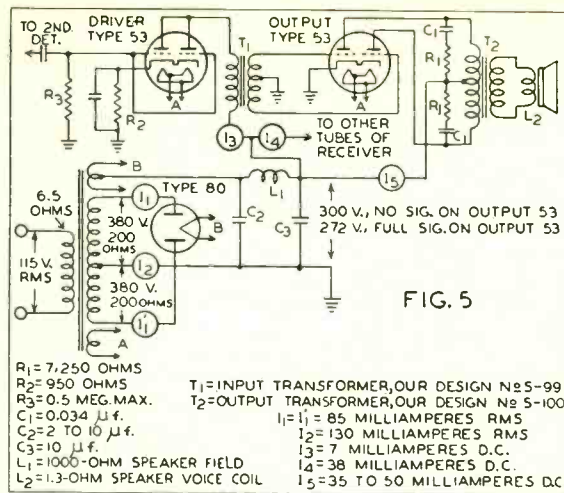 TO 2ND. DET.
DRIVER
TYPE 53
OUTPUT
TYPE 53
T1
C1
R1
T2
R1
C1
L2
A
A
R3
R2
I3
I4
TO OTHER
TUBES OF
RECEIVER
B
I1
TYPE 80
L1
I5
6.5
OHMS
380 V.
200
OHMS
B
C2
C3
300 V., NO SIG. ON OUTPUT 53
272 V., FULL SIG. ON OUTPUT 53
115 V.
RMS
I2
380 V.
200 OHMS
I'1
A
FIG. 5
R1 = 7,250 OHMS
R2 = 950 OHMS
R3 = 0.5 MEG. MAX.
C1 = 0.034 μf.
C2 = 2 TO 10 μf.
C3 = 10 μf.
L1 = 1000-OHM SPEAKER FIELD
L2 = 1.3-OHM SPEAKER VOICE COIL
T1 = INPUT TRANSFORMER, OUR DESIGN No S-99
T2 = OUTPUT TRANSFORMER, OUR DESIGN No S-100
I1 = I'1 = 85 MILLIAMPERES RMS
I2 = 130 MILLIAMPERES RMS
I3 = 7 MILLIAMPERES D.C.
I4 = 38 MILLIAMPERES D.C.
I5 = 35 TO 50 MILLIAMPERES D.C.